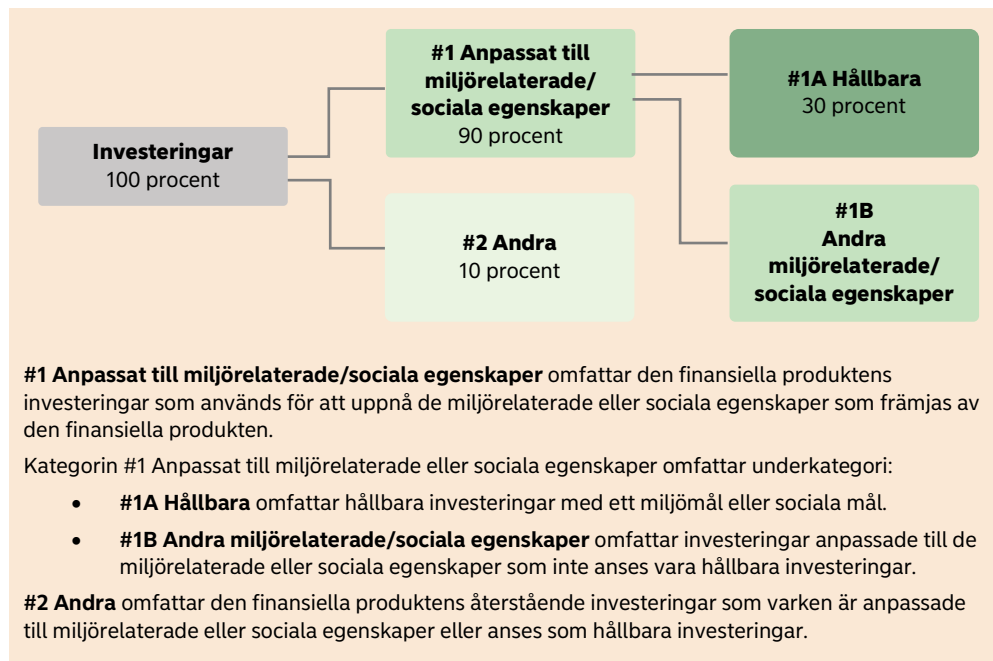 #1 Anpassat till
miljörelaterade/
sociala egenskaper
90 procent
#1A Hållbara
30 procent
Investeringar
100 procent
#2 Andra
10 procent
#1B
Andra
miljörelaterade/
sociala egenskaper
#1 Anpassat till miljörelaterade/sociala egenskaper omfattar den finansiella produktens
investeringar som används för att uppnå de miljörelaterade eller sociala egenskaper som främjas av
den finansiella produkten.
Kategorin #1 Anpassat till miljörelaterade eller sociala egenskaper omfattar underkategori:
• #1A Hållbara omfattar hållbara investeringar med ett miljömål eller sociala mål.
• #1B Andra miljörelaterade/sociala egenskaper omfattar investeringar anpassade till de
miljörelaterade eller sociala egenskaper som inte anses vara hållbara investeringar.
#2 Andra omfattar den finansiella produktens återstående investeringar som varken är anpassade
till miljörelaterade eller sociala egenskaper eller anses som hållbara investeringar.